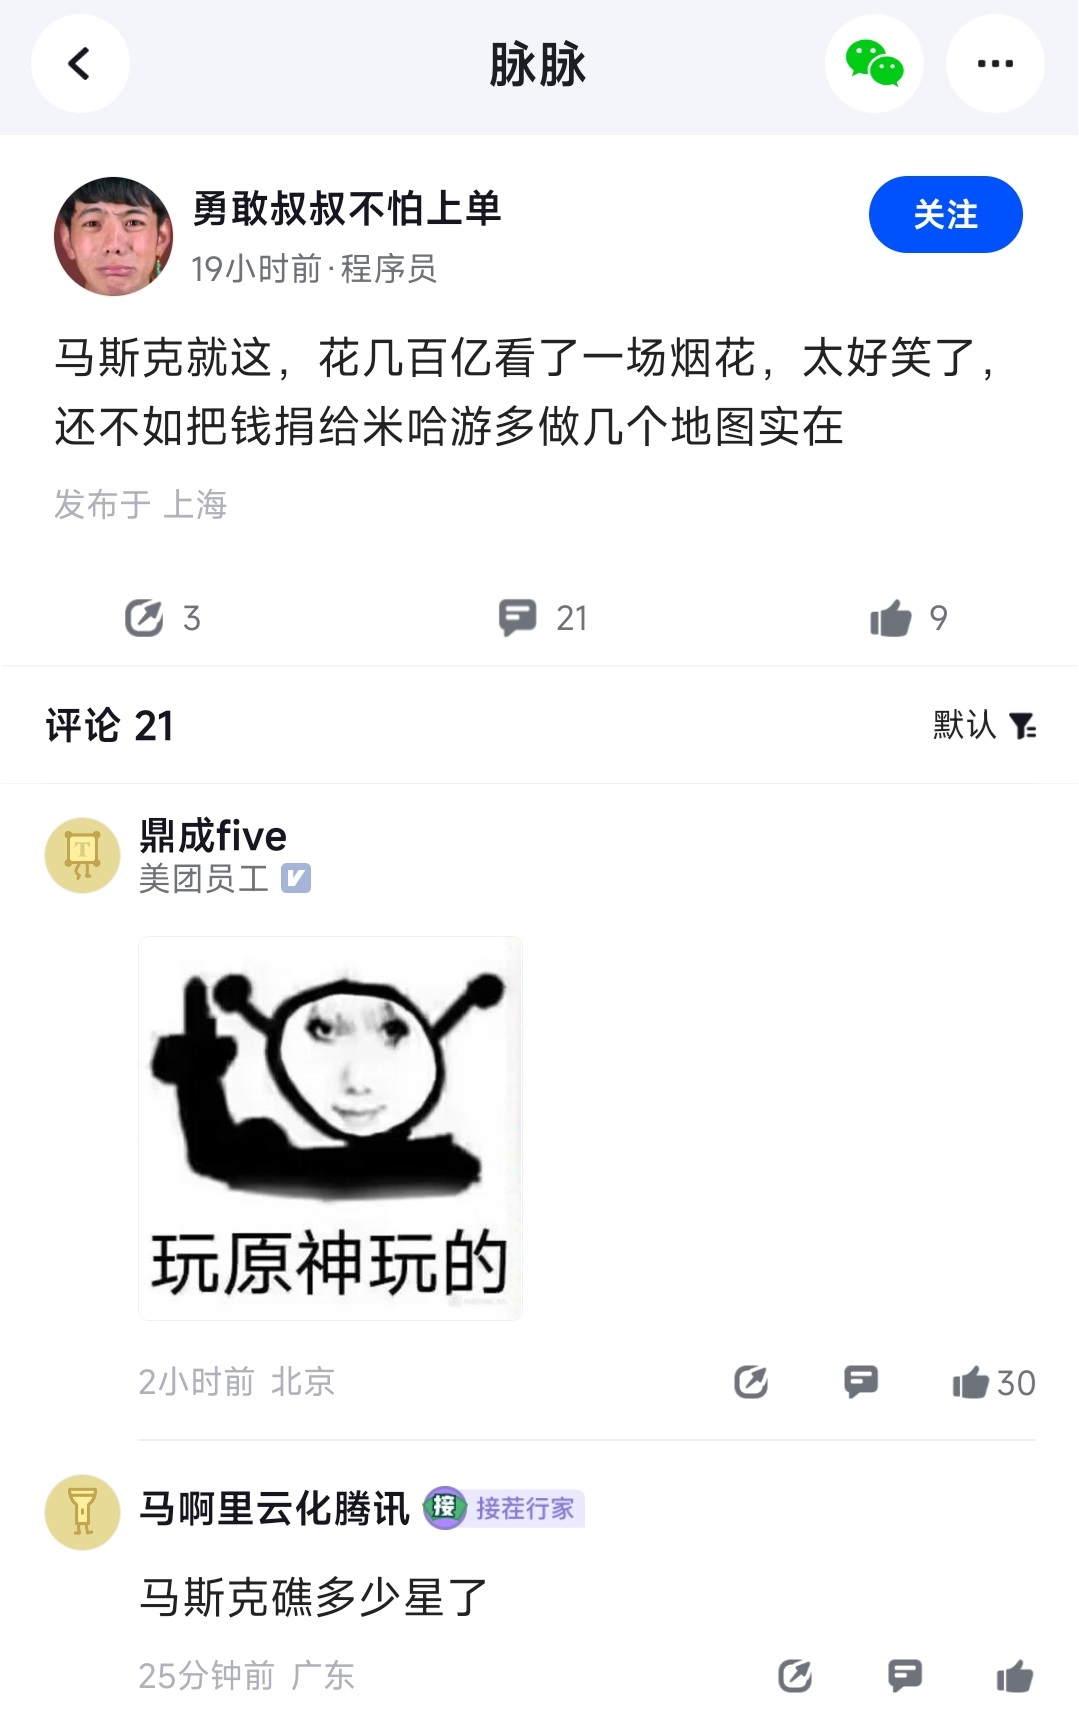 脉脉
勇敢叔叔不怕上单
关注
19小时前·程序员
马斯克就这，花几百亿看了一场烟花，太好笑了，
还不如把钱捐给米哈游多做几个地图实在
发布于 上海
3
21
9
评论 21
默认
鼎成five
美团员工
玩原神玩的
2小时前 北京
30
马啊里云化腾讯
接
接茬行家
马斯克礁多少星了
25分钟前 广东